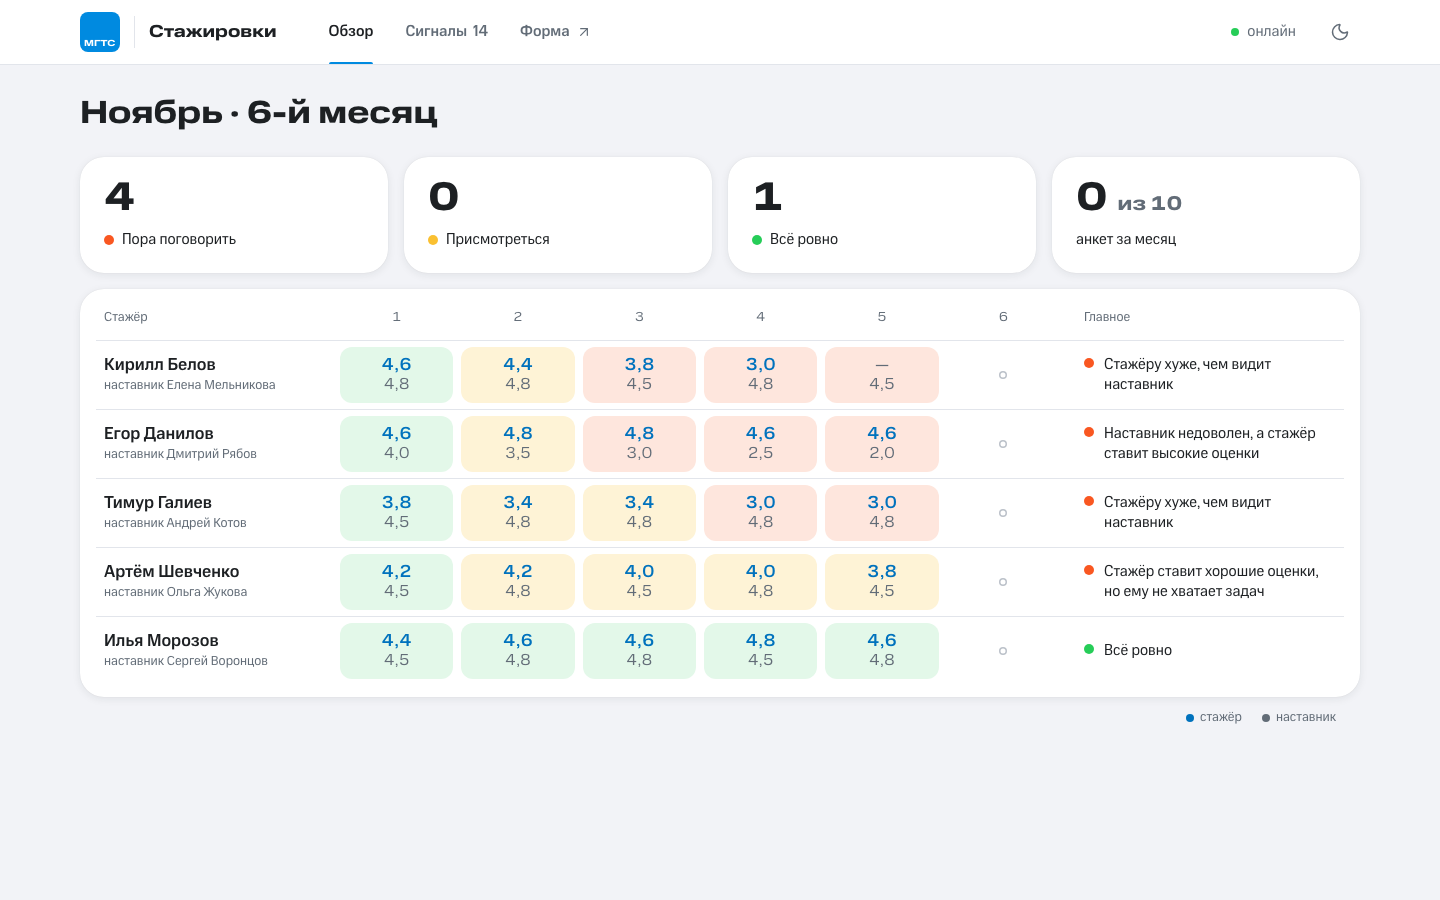 МГТС
Стажировки
Обзор
Сигналы 14
Форма
онлайн
Ноябрь · 6-й месяц
4
Пора поговорить
0
Присмотреться
1
Всё ровно
0 из 10
анкет за месяц
Стажёр 1 2 3 4 5 6 Главное
Кирилл Белов
наставник Елена Мельникова
4,6 4,4 3,8 3,0 —
4,8 4,8 4,5 4,8 4,5
Стажёру хуже, чем видит
наставник
Егор Данилов
наставник Дмитрий Рябов
4,6 4,8 4,8 4,6 4,6
4,0 3,5 3,0 2,5 2,0
Наставник недоволен, а стажёр
ставит высокие оценки
Тимур Галиев
наставник Андрей Котов
3,8 3,4 3,4 3,0 3,0
4,5 4,8 4,8 4,8 4,8
Стажёру хуже, чем видит
наставник
Артём Шевченко
наставник Ольга Жукова
4,2 4,2 4,0 4,0 3,8
4,5 4,8 4,5 4,8 4,5
Стажёр ставит хорошие оценки,
но ему не хватает задач
Илья Морозов
наставник Сергей Воронцов
4,4 4,6 4,6 4,8 4,6
4,5 4,8 4,8 4,5 4,8
Всё ровно
стажёр наставник